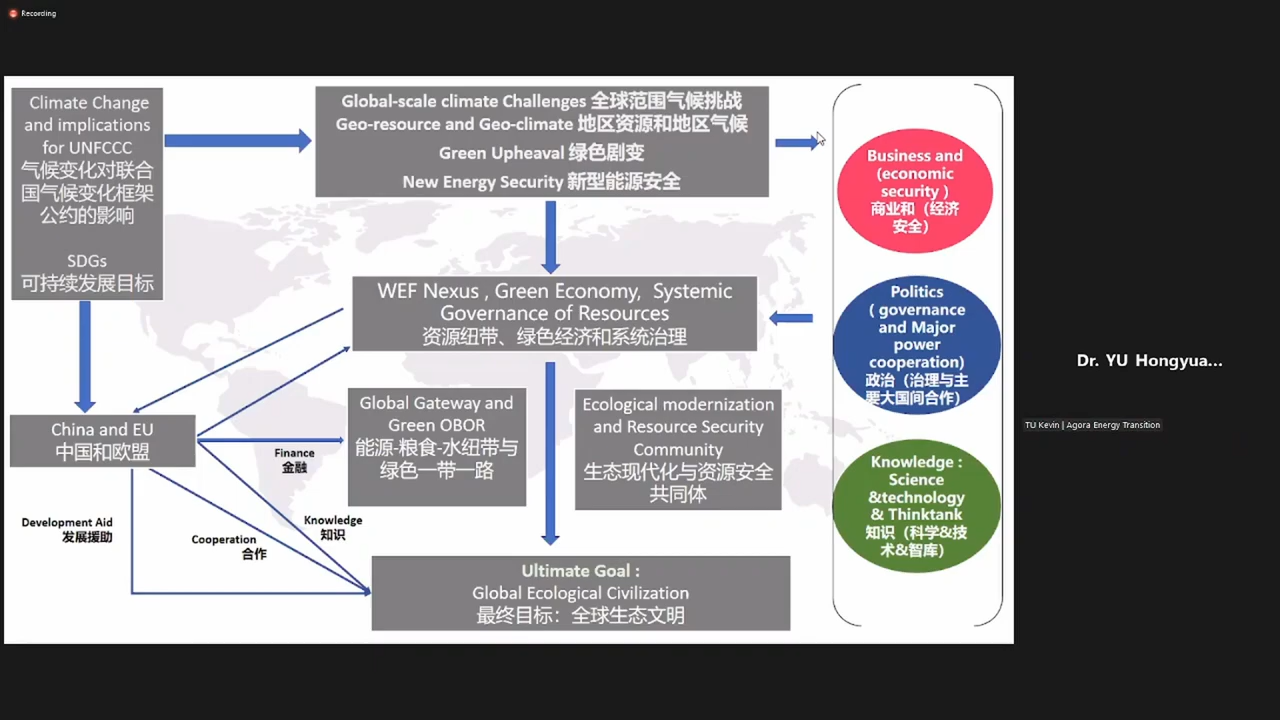 Recording
Climate Change
and implications
for UNFCCC
气候变化对联合
国气候变化框架
公约的影响
SDGs
可持续发展目标
Global-scale climate Challenges 全球范围气候挑战
Geo-resource and Geo-climate 地区资源和地区气候
Green Upheaval 绿色剧变
New Energy Security 新型能源安全
Business and
(economic
security )
商业和（经济
安全）
WEF Nexus , Green Economy, Systemic
Governance of Resources
资源纽带、绿色经济和系统治理
Politics
( governance
and Major
power
cooperation)
政治（治理与主
要大国间合作）
Dr. YU Hongyua...
TU Kevin | Agora Energy Transition
China and EU
中国和欧盟
Finance
金融
Global Gateway and
Green OBOR
能源-粮食-水纽带与
绿色一带一路
Ecological modernization
and Resource Security
Community
生态现代化与资源安全
共同体
Knowledge :
Science
&technology
& Thinktank
知识（科学&技
术&智库）
Development Aid
发展援助
Cooperation
合作
Knowledge
知识
Ultimate Goal :
Global Ecological Civilization
最终目标：全球生态文明